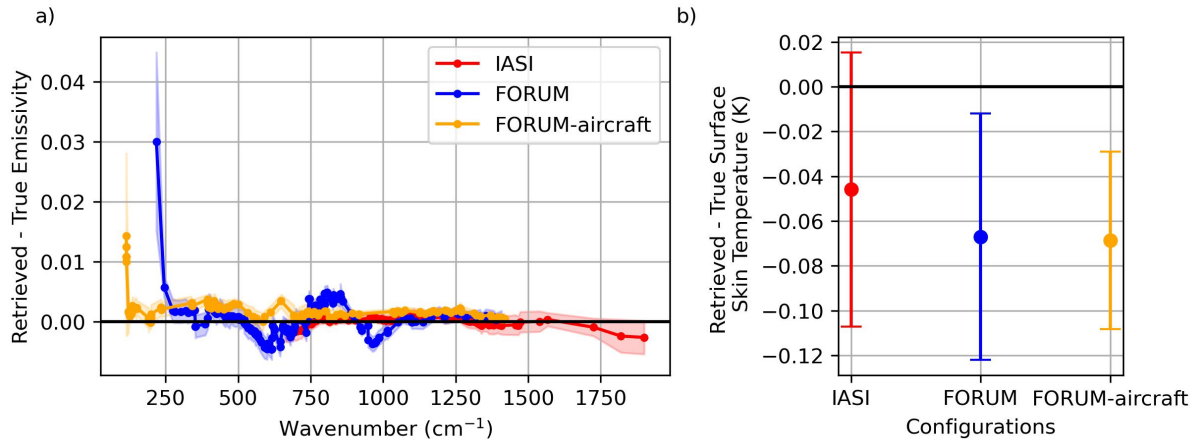 a)
b)
Retrieved - True Emissivity
0.04
0.03
0.02
0.01
0.00
IASI
FORUM
FORUM-aircraft
250
500
750
1000
1250
1500
1750
Wavenumber (cm⁻¹)
Retrieved - True Surface
Skin Temperature (K)
0.02
0.00
−0.02
−0.04
−0.06
−0.08
−0.10
−0.12
IASI
FORUM
FORUM-aircraft
Configurations